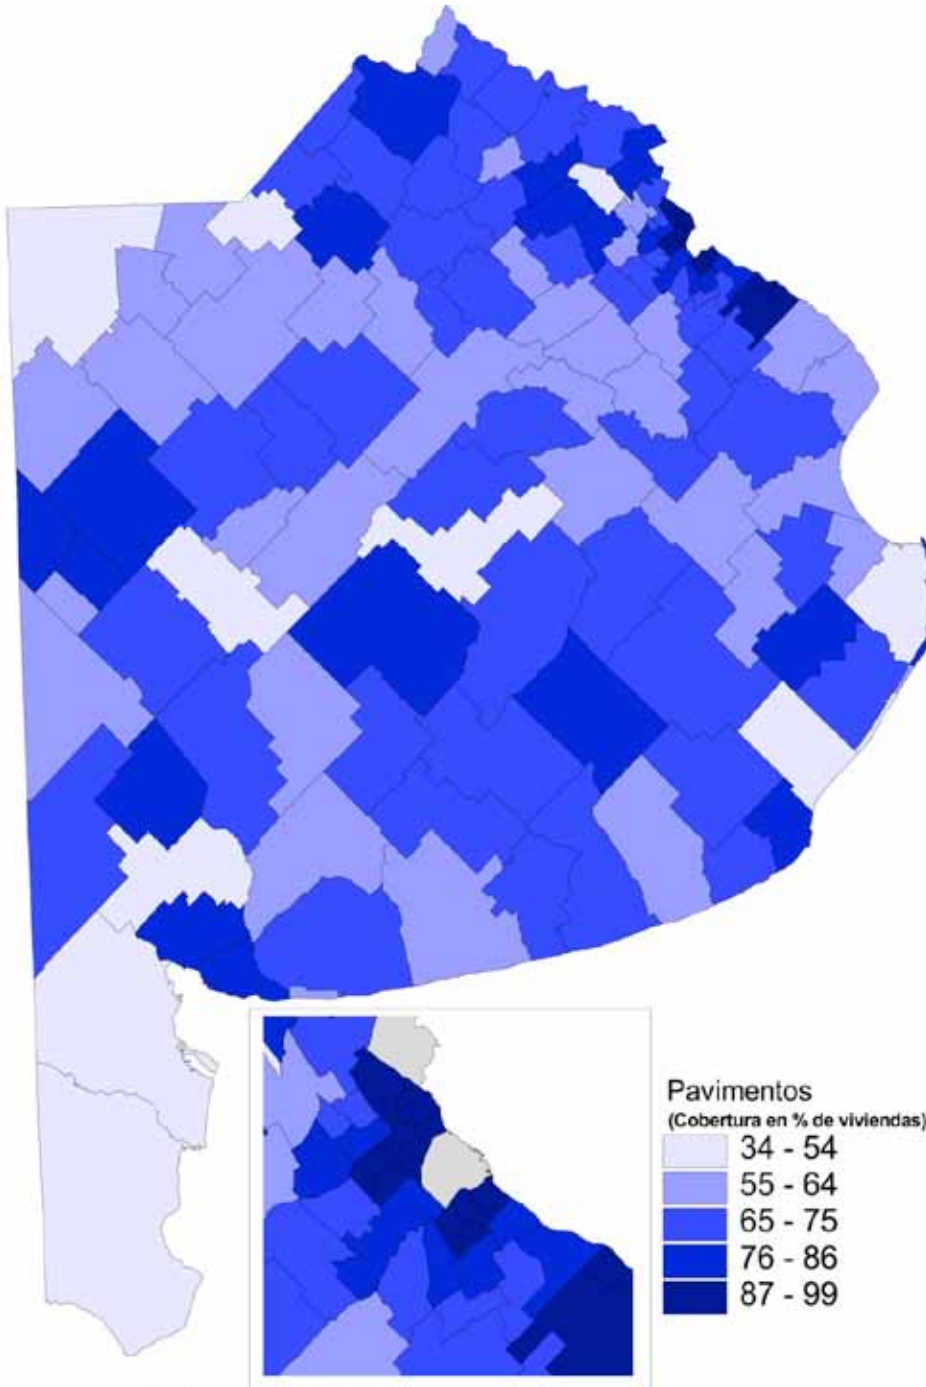 Pavimentos
(Cobertura en % de viviendas)
34 - 54
55 - 64
65 - 75
76 - 86
87 - 99